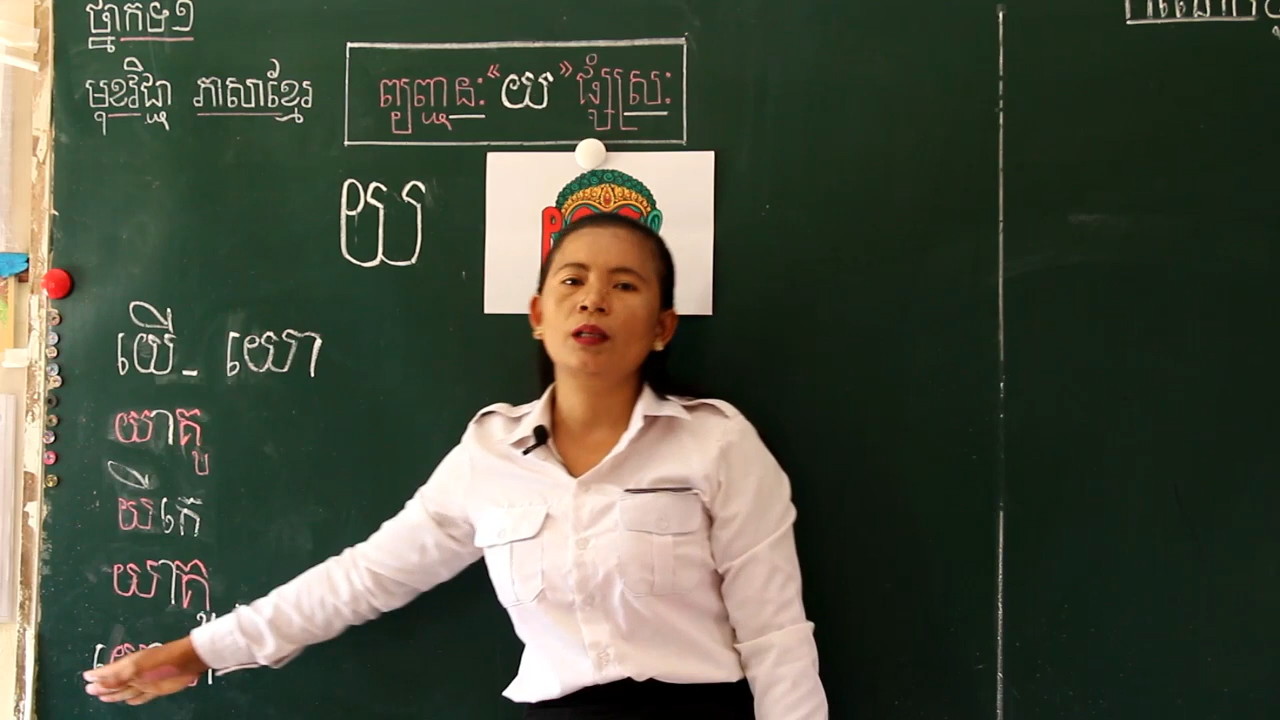 ថ្នាក់ទី១
មុខវិជ្ជា ភាសាខ្មែរ
ព្យញ្ជនៈ "យ" ផ្សំស្រៈ
យ
យើ - យោ
យាគូ
យីកេ
យាគូ